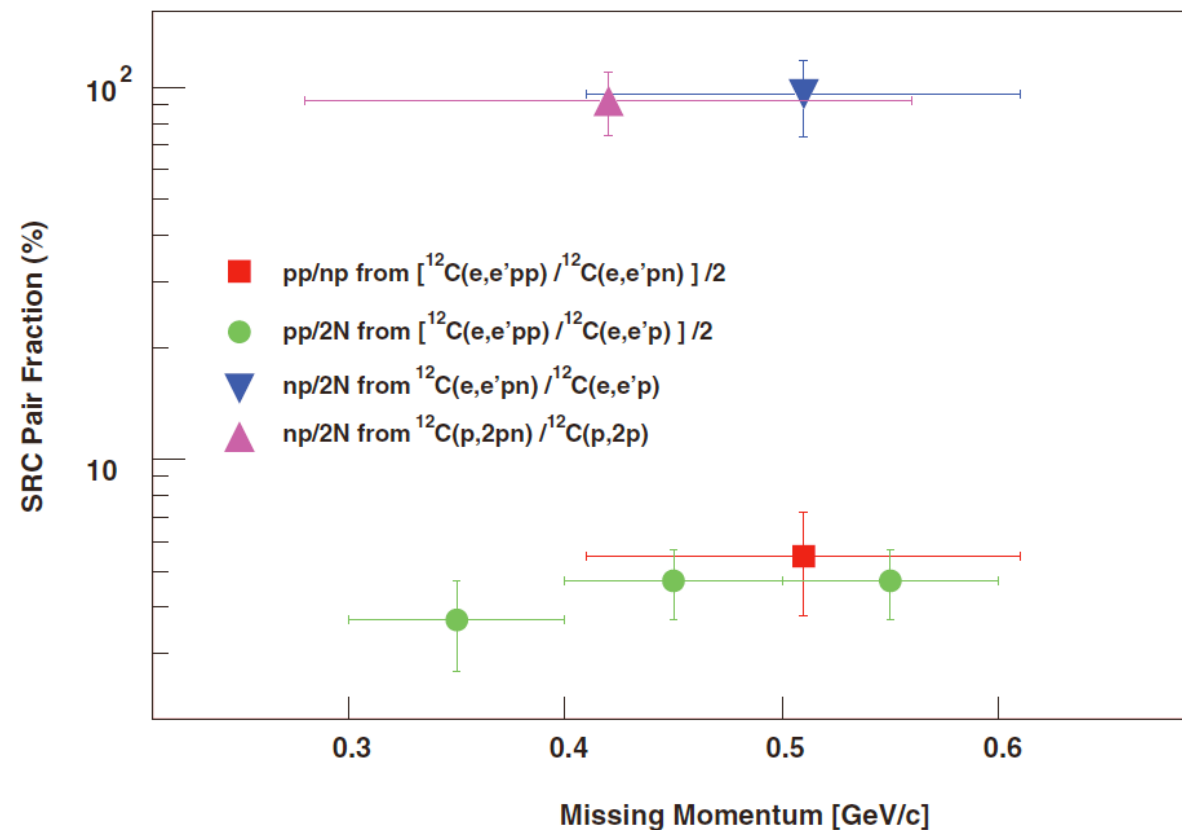 10²
10
SRC Pair Fraction (%)
pp/np from [ ¹²C(e,e'pp) / ¹²C(e,e'pn) ] /2
pp/2N from [ ¹²C(e,e'pp) / ¹²C(e,e'p) ] /2
np/2N from ¹²C(e,e'pn) / ¹²C(e,e'p)
np/2N from ¹²C(p,2pn) / ¹²C(p,2p)
0.3 0.4 0.5 0.6
Missing Momentum [GeV/c]